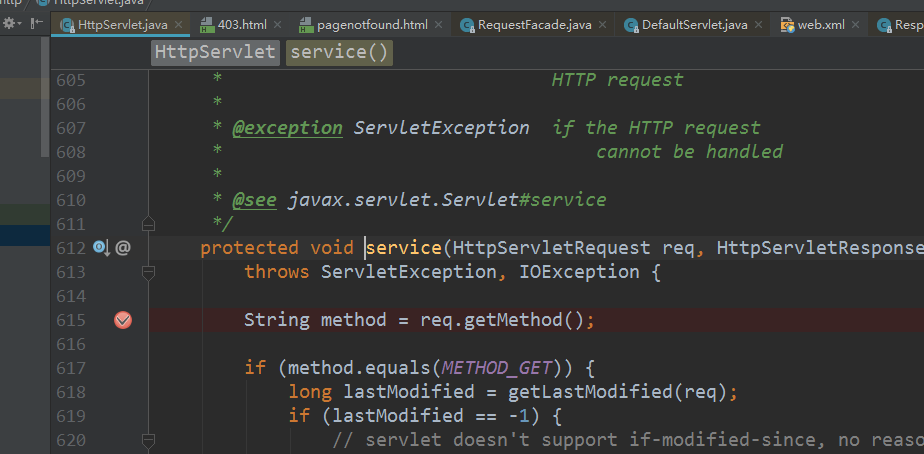 http HttpServlet.java
HttpServlet.java × 403.html × pagenotfound.html × RequestFacade.java × DefaultServlet.java × web.xml × Resp
HttpServlet service()
605 * HTTP request
606 *
607 * @exception ServletException if the HTTP request
608 * cannot be handled
609 *
610 * @see javax.servlet.Servlet#service
611 */
612 @ protected void service(HttpServletRequest req, HttpServletResponse
613 throws ServletException, IOException {
614
615 String method = req.getMethod();
616
617 if (method.equals(METHOD_GET)) {
618 long lastModified = getLastModified(req);
619 if (lastModified == -1) {
620 // servlet doesn't support if-modified-since, no reaso